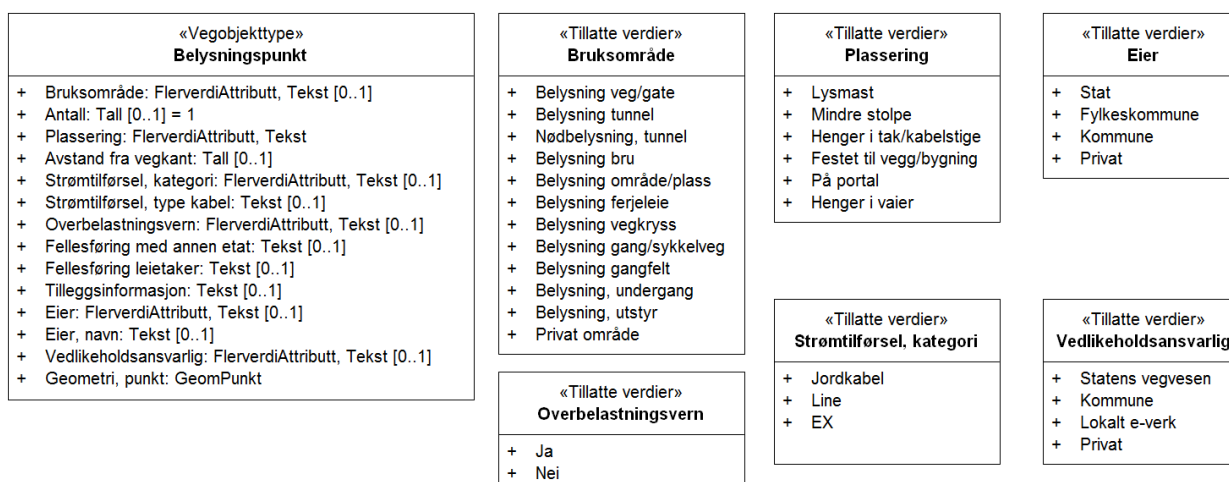 «Vegobjekttype»
Belysningspunkt
+ Bruksområde: FlerverdiAttributt, Tekst [0..1]
+ Antall: Tall [0..1] = 1
+ Plassering: FlerverdiAttributt, Tekst
+ Avstand fra vegkant: Tall [0..1]
+ Strømtilførsel, kategori: FlerverdiAttributt, Tekst [0..1]
+ Strømtilførsel, type kabel: Tekst [0..1]
+ Overbelastningsvern: FlerverdiAttributt, Tekst [0..1]
+ Fellesføring med annen etat: Tekst [0..1]
+ Fellesføring leietaker: Tekst [0..1]
+ Tilleggsinformasjon: Tekst [0..1]
+ Eier: FlerverdiAttributt, Tekst [0..1]
+ Eier, navn: Tekst [0..1]
+ Vedlikeholdsansvarlig: FlerverdiAttributt, Tekst [0..1]
+ Geometri, punkt: GeomPunkt
«Tillatte verdier»
Bruksområde
+ Belysning veg/gate
+ Belysning tunnel
+ Nødbelysning, tunnel
+ Belysning bru
+ Belysning område/plass
+ Belysning ferjeleie
+ Belysning vegkryss
+ Belysning gang/sykkelveg
+ Belysning gangfelt
+ Belysning, undergang
+ Belysning, utstyr
+ Privat område
«Tillatte verdier»
Plassering
+ Lysmast
+ Mindre stolpe
+ Henger i tak/kabelstige
+ Festet til vegg/bygning
+ På portal
+ Henger i vaier
«Tillatte verdier»
Eier
+ Stat
+ Fylkeskommune
+ Kommune
+ Privat
«Tillatte verdier»
Overbelastningsvern
+ Ja
+ Nei
«Tillatte verdier»
Strømtilførsel, kategori
+ Jordkabel
+ Line
+ EX
«Tillatte verdier»
Vedlikeholdsansvarlig
+ Statens vegvesen
+ Kommune
+ Lokalt e-verk
+ Privat